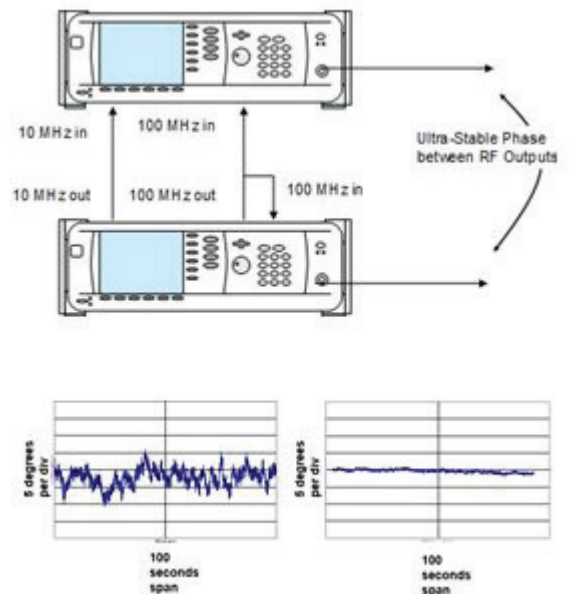 10 MHz in
100 MHz in
Ultra-Stable Phase
between RF Outputs
10 MHz out
100 MHz out
100 MHz in
5 degrees
per div
100
seconds
span
5 degrees
per div
100
seconds
span